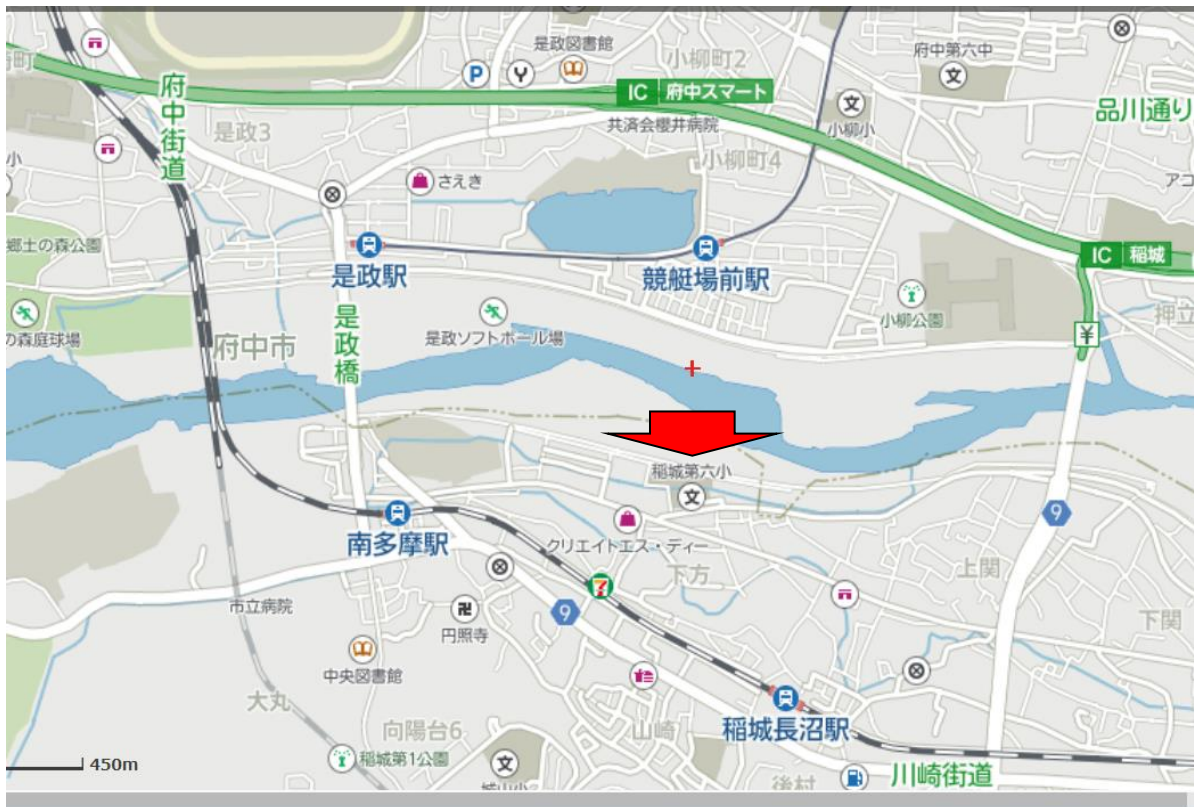 是政図書館
小柳町2
府中第六中
府中街道
P
IC 府中スマート
品川通り
是政3
共済会櫻井病院
小柳小
小柳町4
さえき
アコ
郷土の森公園
IC 稲城
是政駅
競艇場前駅
小柳公園
押立
是政橋
是政ソフトボール場
の森庭球場
府中市
¥
稲城第六小
文
9
南多摩駅
クリエイトエス・ディー
下方
上関
市立病院
円照寺
9
下関
中央図書館
大丸
向陽台6
山崎
稲城長沼駅
稲城第1公園
450m
文
後村
川崎街道